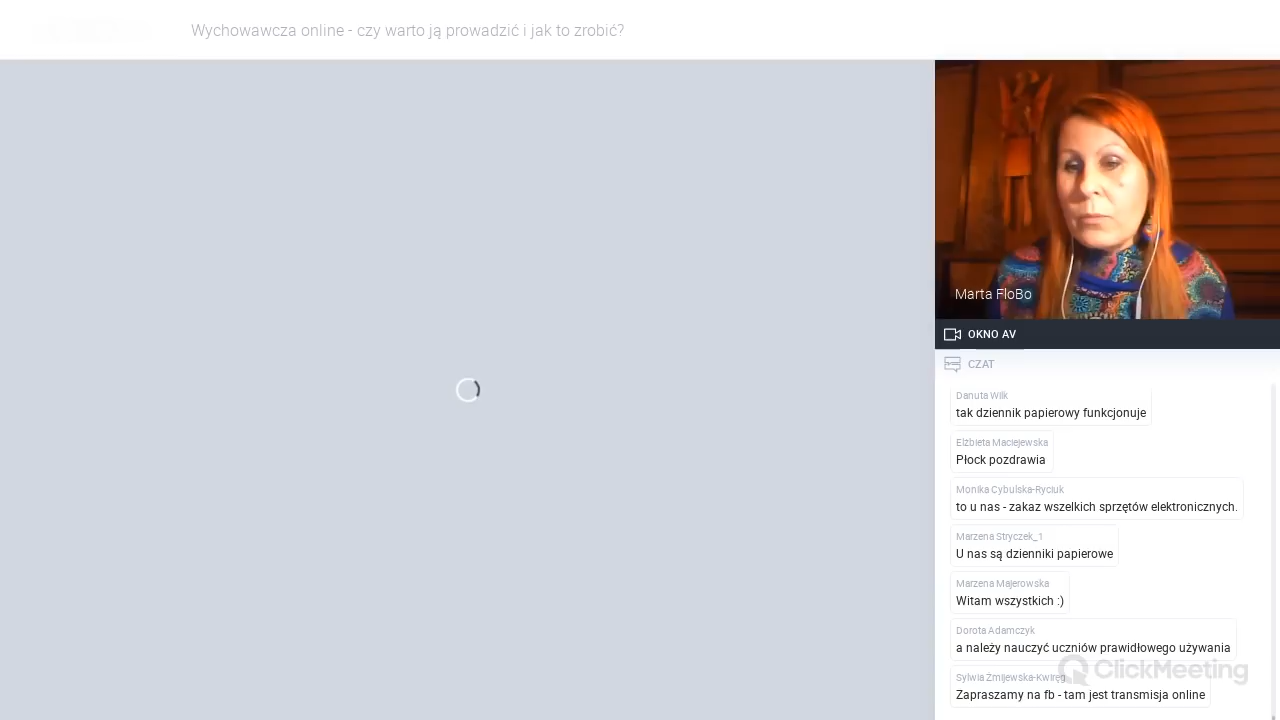 Wychowawcza online - czy warto ją prowadzić i jak to zrobić?
Marta FloBo
OKNO AV
CZAT
Danuta Wilk
tak dziennik papierowy funkcjonuje
Elżbieta Maciejewska
Płock pozdrawia
Monika Cybulska-Ryciuk
to u nas - zakaz wszelkich sprzętów elektronicznych.
Marzena Stryczek_1
U nas są dzienniki papierowe
Marzena Majerowska
Witam wszystkich :)
Dorota Adamczyk
a należy nauczyć uczniów prawidłowego używania
ClickMeeting
Sylwia Żmijewska-Kwiręg
Zapraszamy na fb - tam jest transmisja online